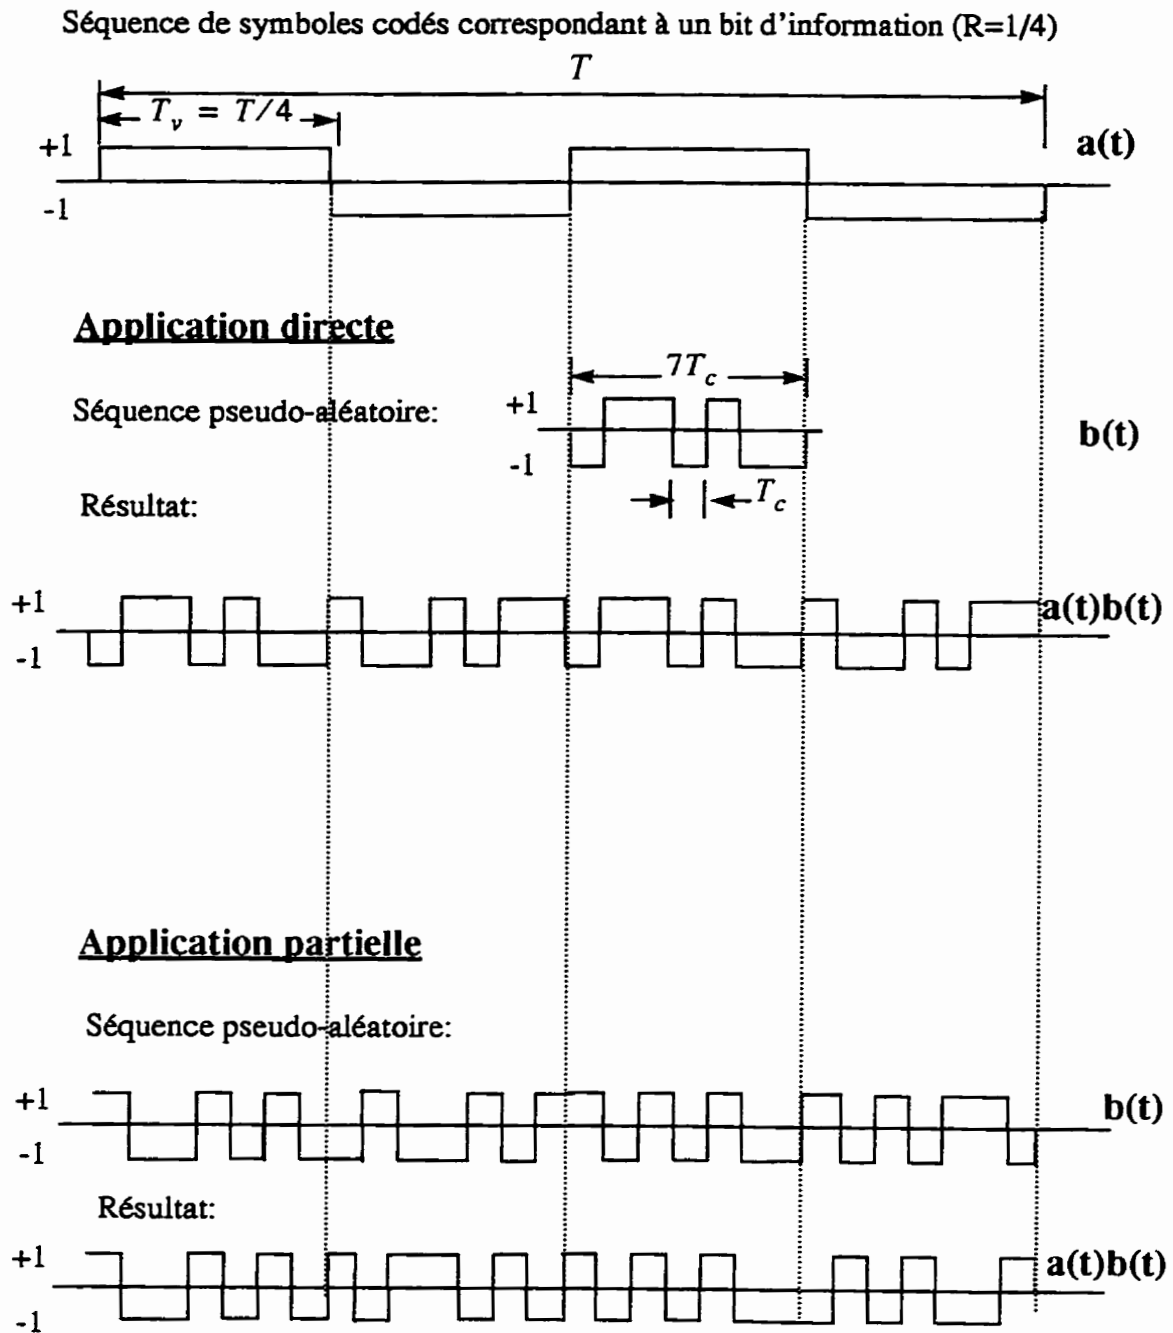 Séquence de symboles codés correspondant à un bit d'information (R=1/4)
T
T_v = T/4
+1
a(t)
-1
Application directe
7T_c
Séquence pseudo-aléatoire:
+1
b(t)
-1
T_c
Résultat:
+1
a(t)b(t)
-1
Application partielle
Séquence pseudo-aléatoire:
+1
b(t)
-1
Résultat:
+1
a(t)b(t)
-1